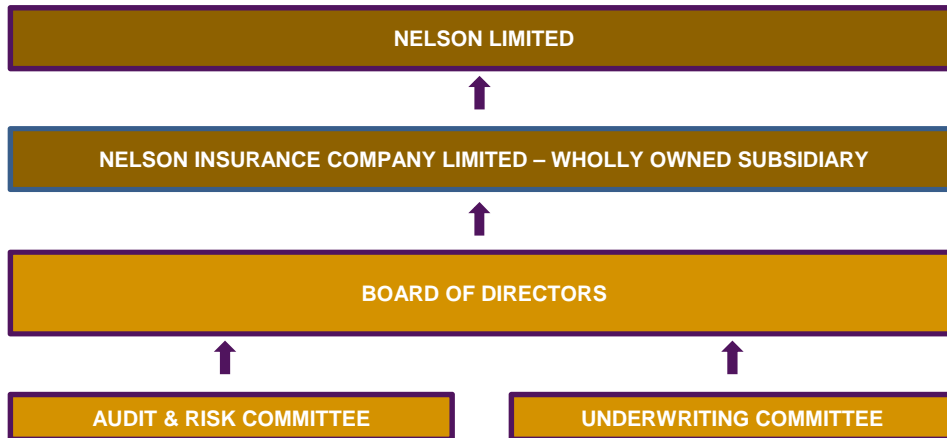 NELSON LIMITED
NELSON INSURANCE COMPANY LIMITED – WHOLLY OWNED SUBSIDIARY
BOARD OF DIRECTORS
AUDIT & RISK COMMITTEE
UNDERWRITING COMMITTEE